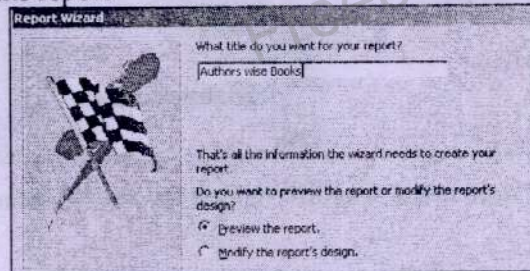 Report Wizard
What title do you want for your report?
Authors wise Books
That's all the information the wizard needs to create your
report.
Do you want to preview the report or modify the report's
design?
Preview the report.
Modify the report's design.